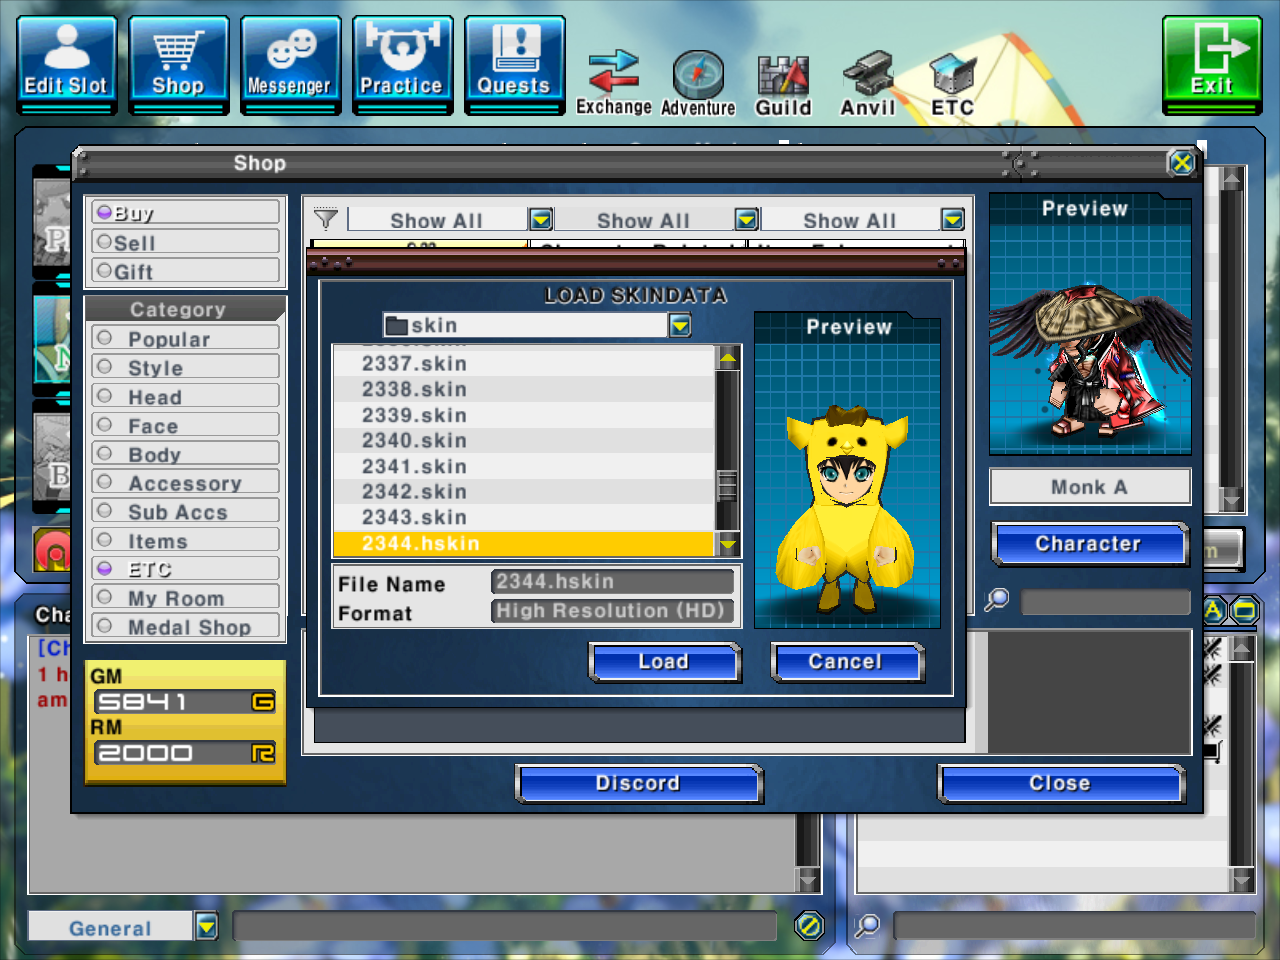 Edit Slot
Shop
Messenger
Practice
Quests
Exchange
Adventure
Guild
Anvil
ETC
Exit
Shop
Buy
Sell
Gift
Category
Popular
Style
Head
Face
Body
Accessory
Sub Accs
Items
ETC
My Room
Medal Shop
GM
5841 G
RM
2000 R
Show All
Show All
Show All
LOAD SKINDATA
skin
2337.skin
2338.skin
2339.skin
2340.skin
2341.skin
2342.skin
2343.skin
2344.hskin
File Name
2344.hskin
Format
High Resolution (HD)
Preview
Load
Cancel
Preview
Monk A
Character
Discord
Close
Cha
[Ch
1 h
am
General